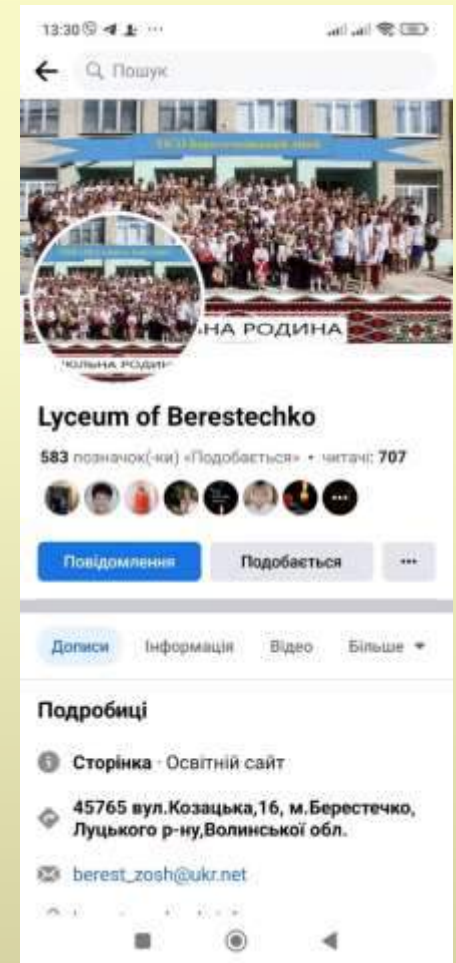 13:30
Пошук
НА РОДИНА
Lyceum of Berestechko
583 позначок(-ки) «Подобається» • читачі: 707
Повідомлення
Подобається
Дописи
Інформація
Відео
Більше
Подробиці
Сторінка · Освітній сайт
45765 вул.Козацька,16, м.Берестечко,
Луцького р-ну,Волинської обл.
berest_zosh@ukr.net